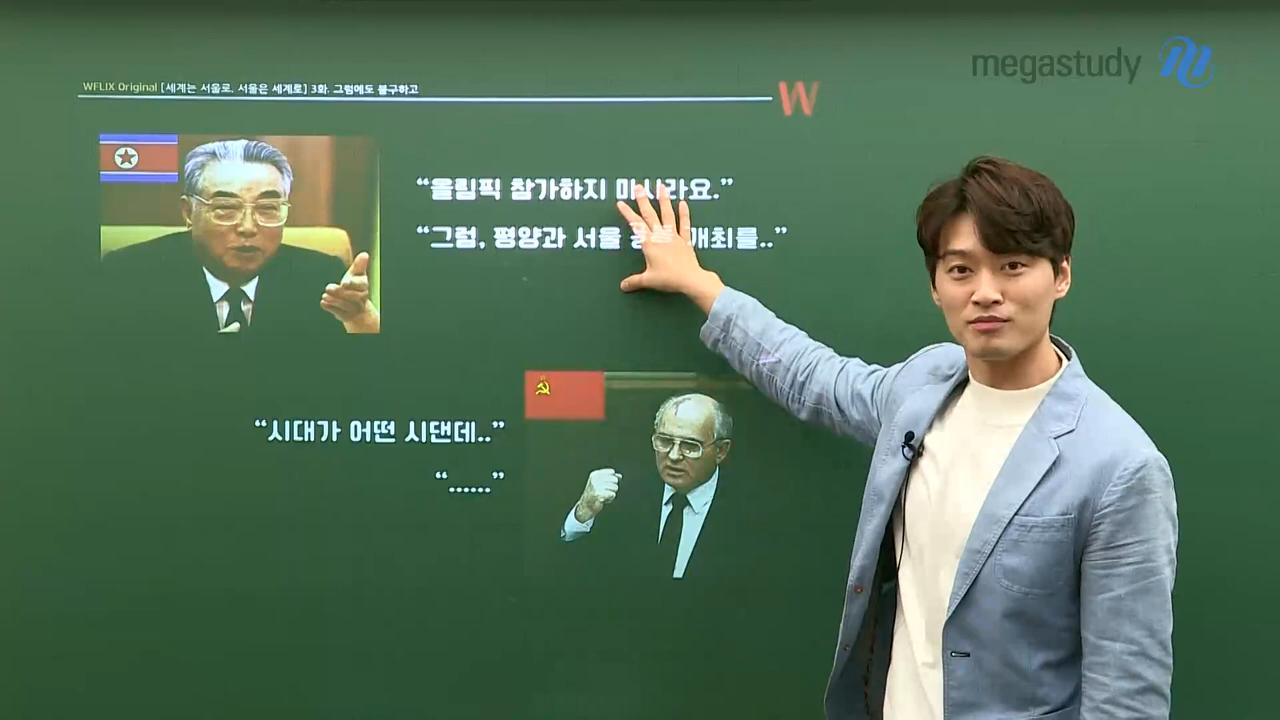 megastudy
WFLIX Original [세계는 서울로, 서울은 세계로] 3화. 그럼에도 불구하고
W
“올림픽 참가하지 마시라요.”
“그럼, 평양과 서울 공동 개최를..”
“시대가 어떤 시댄데..”
“......”